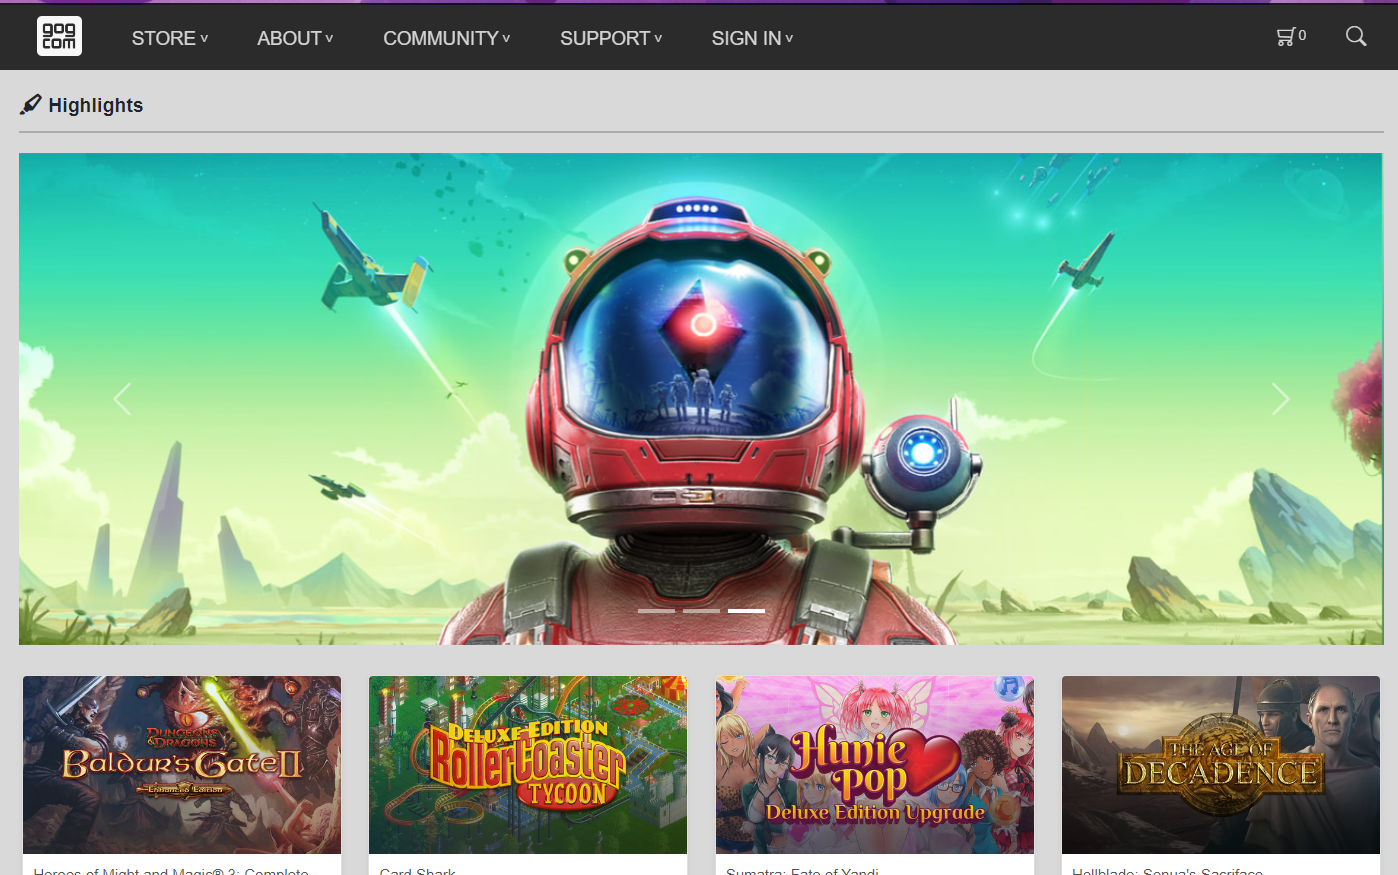 gog
com
STORE v
ABOUT v
COMMUNITY v
SUPPORT v
SIGN IN v
0
Highlights
DUNGEONS
& DRAGONS
BALDUR'S GATE II
ENHANCED EDITION
DELUXE EDITION
ROLLERCOASTER
TYCOON
Hunie
Pop
Deluxe Edition Upgrade
THE AGE OF
DECADENCE
Heroes of Might and Magic® 3: Complete
Card Shark
Sumatra: Fate of Yandi
Hellblade: Senua's Sacrifice